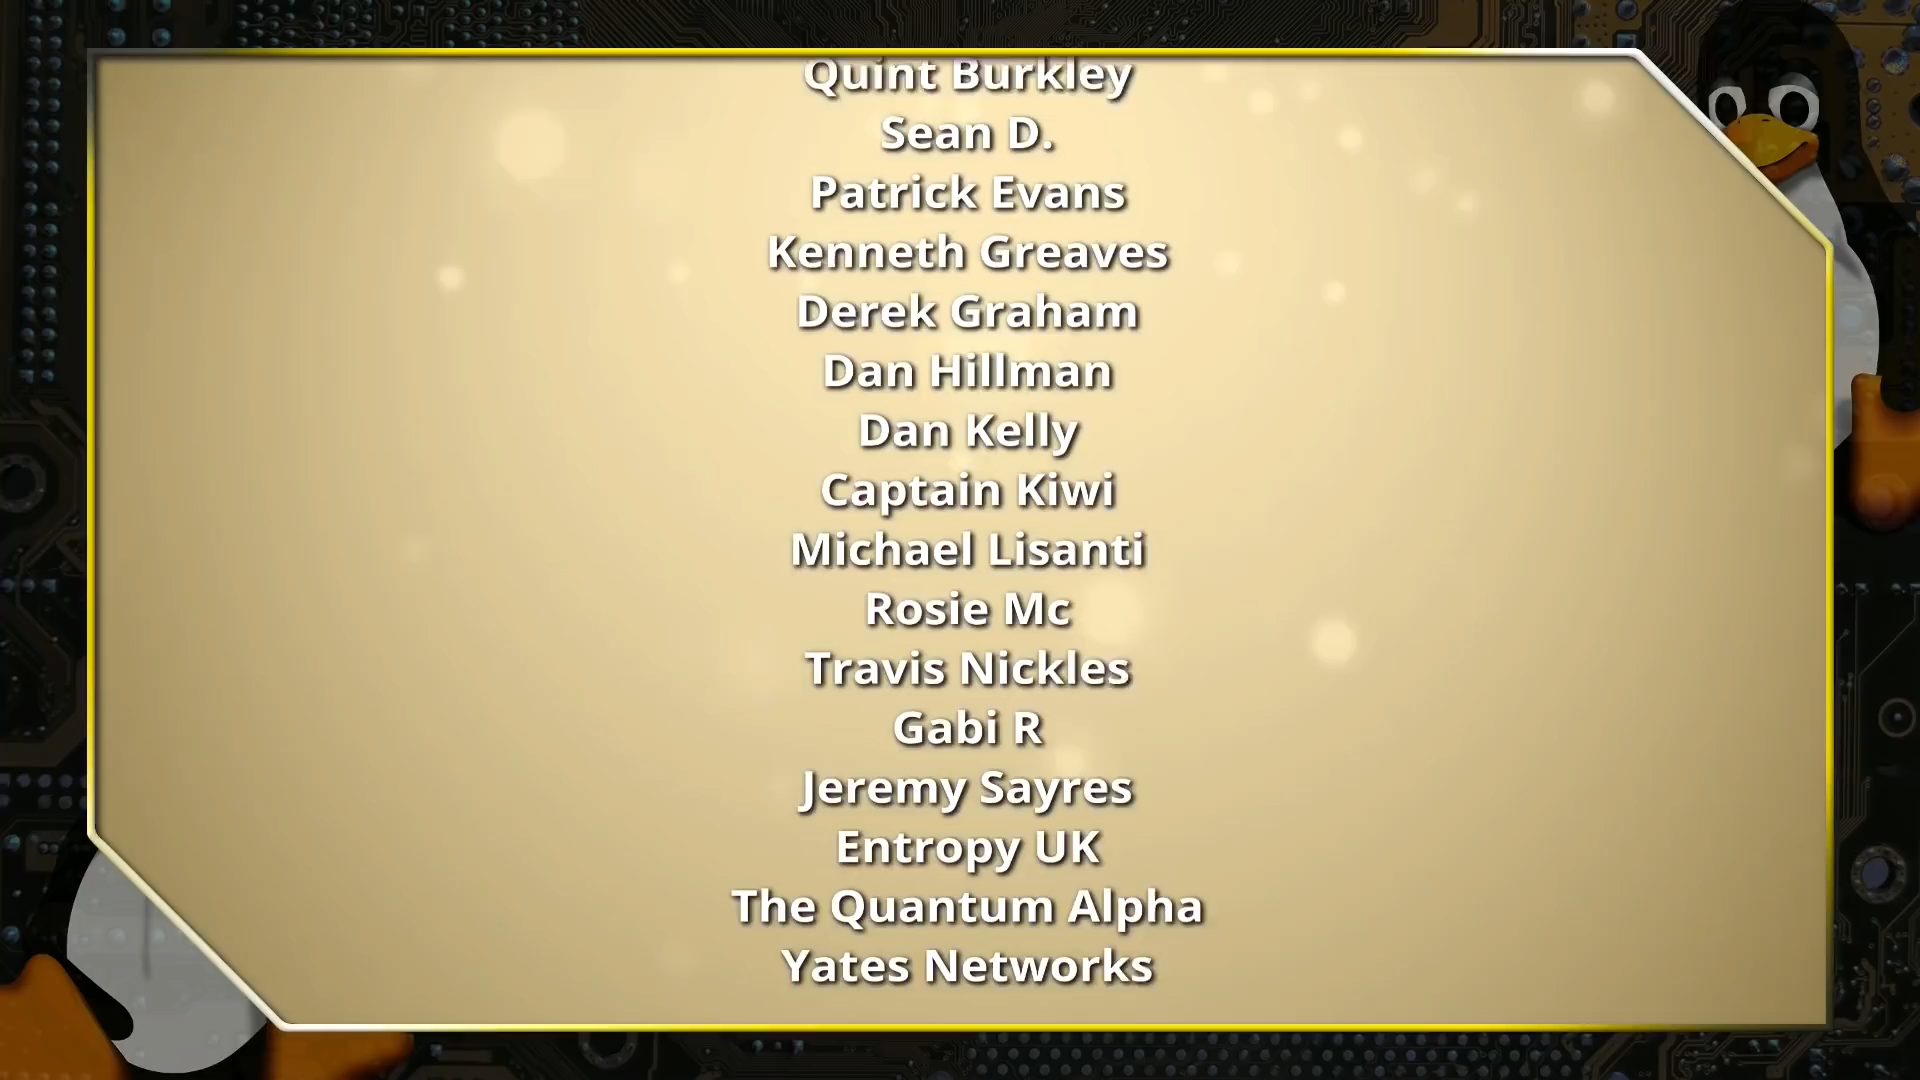 Quint Burkley
Sean D.
Patrick Evans
Kenneth Greaves
Derek Graham
Dan Hillman
Dan Kelly
Captain Kiwi
Michael Lisanti
Rosie Mc
Travis Nickles
Gabi R
Jeremy Sayres
Entropy UK
The Quantum Alpha
Yates Networks